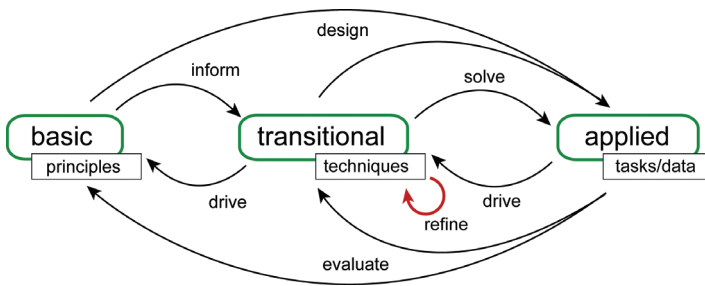 design
inform
solve
basic
transitional
applied
principles
techniques
tasks/data
drive
drive
refine
evaluate